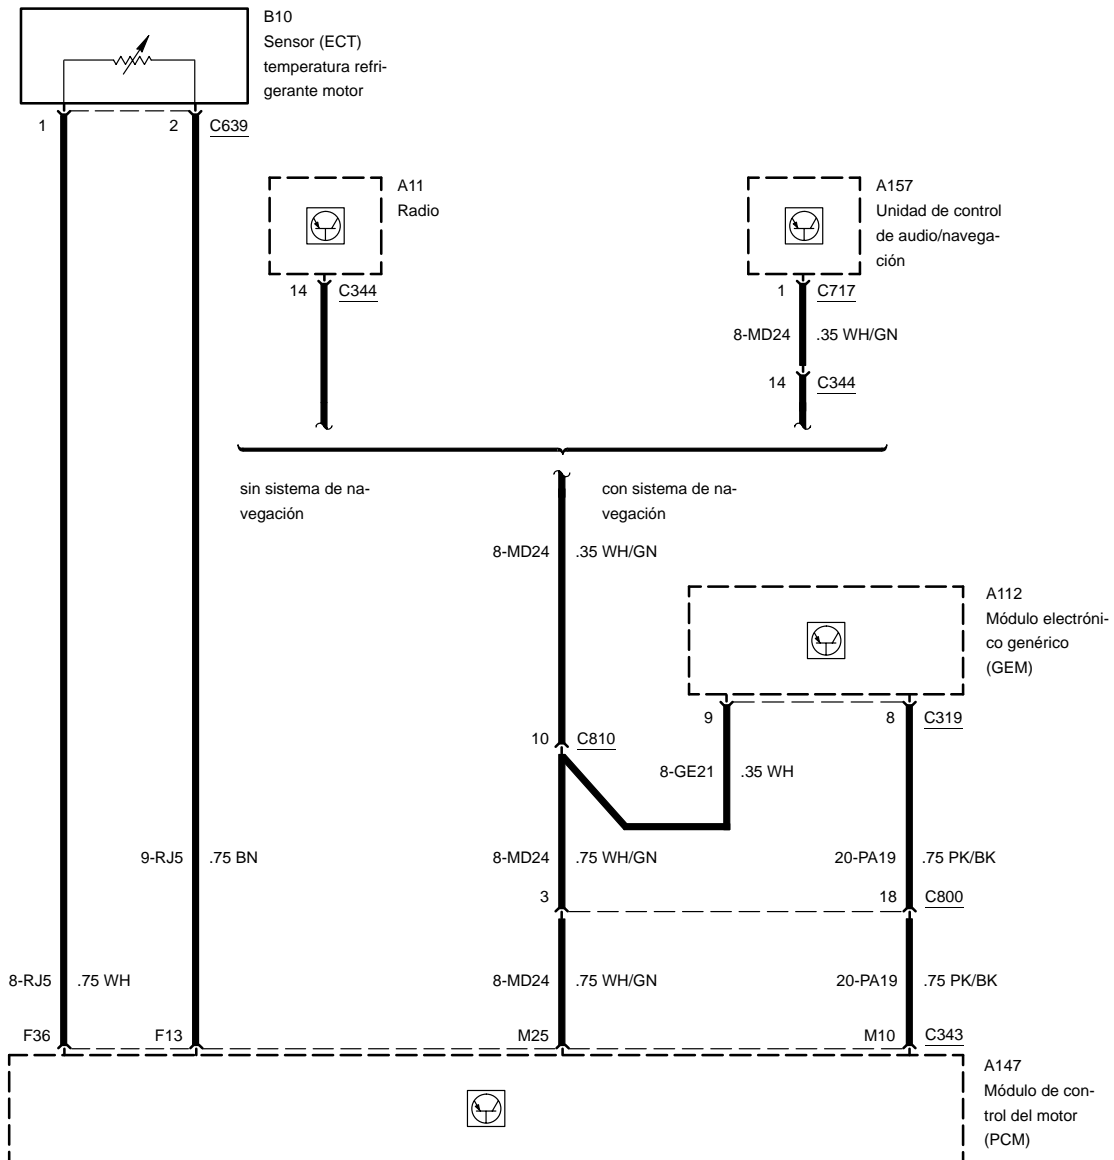 B10
Sensor (ECT)
temperatura refri-
gerante motor
1
2
C639
A11
Radio
A157
Unidad de control
de audio/navega-
ción
14
C344
1
C717
8-MD24
.35 WH/GN
14
C344
sin sistema de na-
vegación
con sistema de na-
vegación
8-MD24
.35 WH/GN
A112
Módulo electróni-
co genérico
(GEM)
9
8
C319
10
C810
8-GE21
.35 WH
9-RJ5
.75 BN
8-MD24
.75 WH/GN
20-PA19
.75 PK/BK
3
18
C800
8-RJ5
.75 WH
8-MD24
.75 WH/GN
20-PA19
.75 PK/BK
F36
F13
M25
M10
C343
A147
Módulo de con-
trol del motor
(PCM)